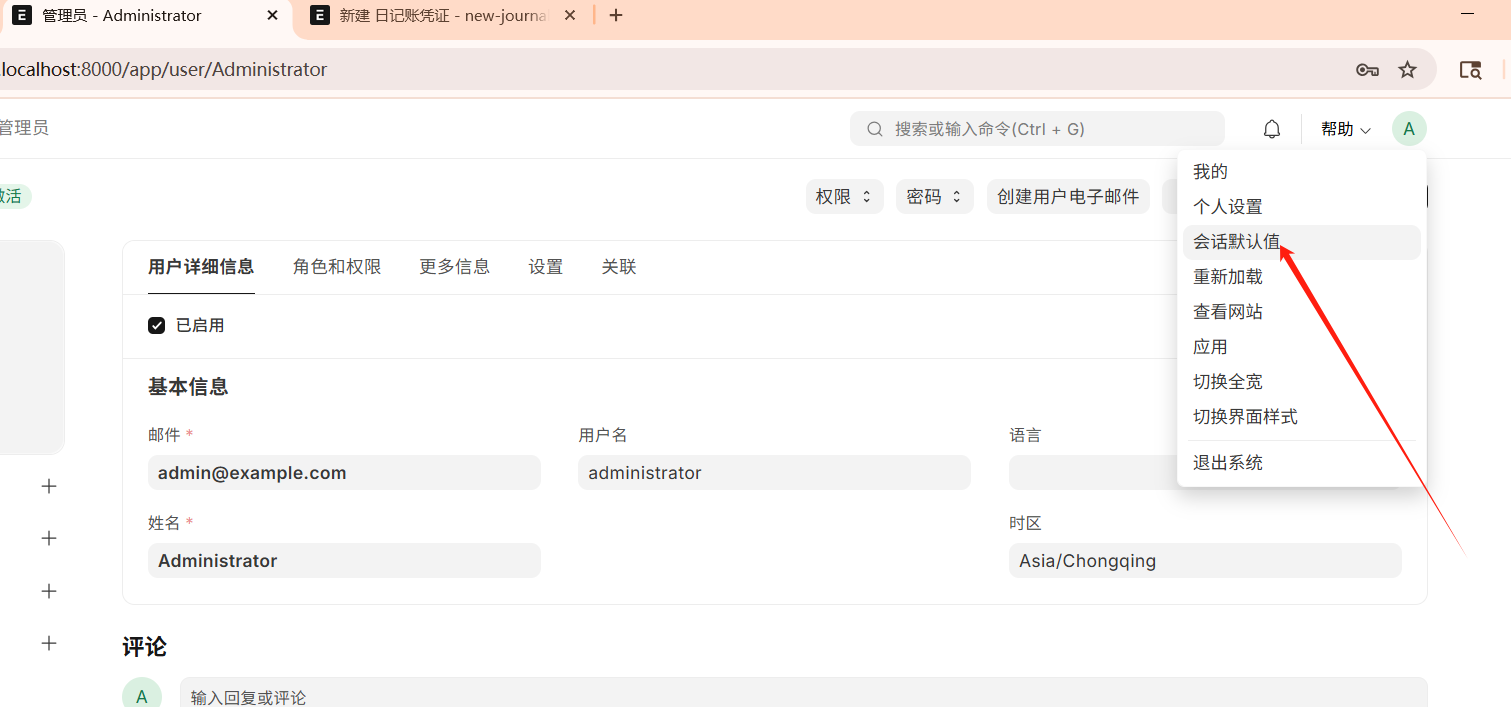 管理员 - Administrator
新建 日记账凭证 - new-journa
localhost:8000/app/user/Administrator
管理员
搜索或输入命令(Ctrl + G)
帮助
A
激活
权限
密码
创建用户电子邮件
我的
个人设置
会话默认值
重新加载
查看网站
应用
切换全宽
切换界面样式
退出系统
用户详细信息
角色和权限
更多信息
设置
关联
已启用
基本信息
邮件 *
用户名
语言
admin@example.com
administrator
姓名 *
时区
Administrator
Asia/Chongqing
评论
A
输入回复或评论